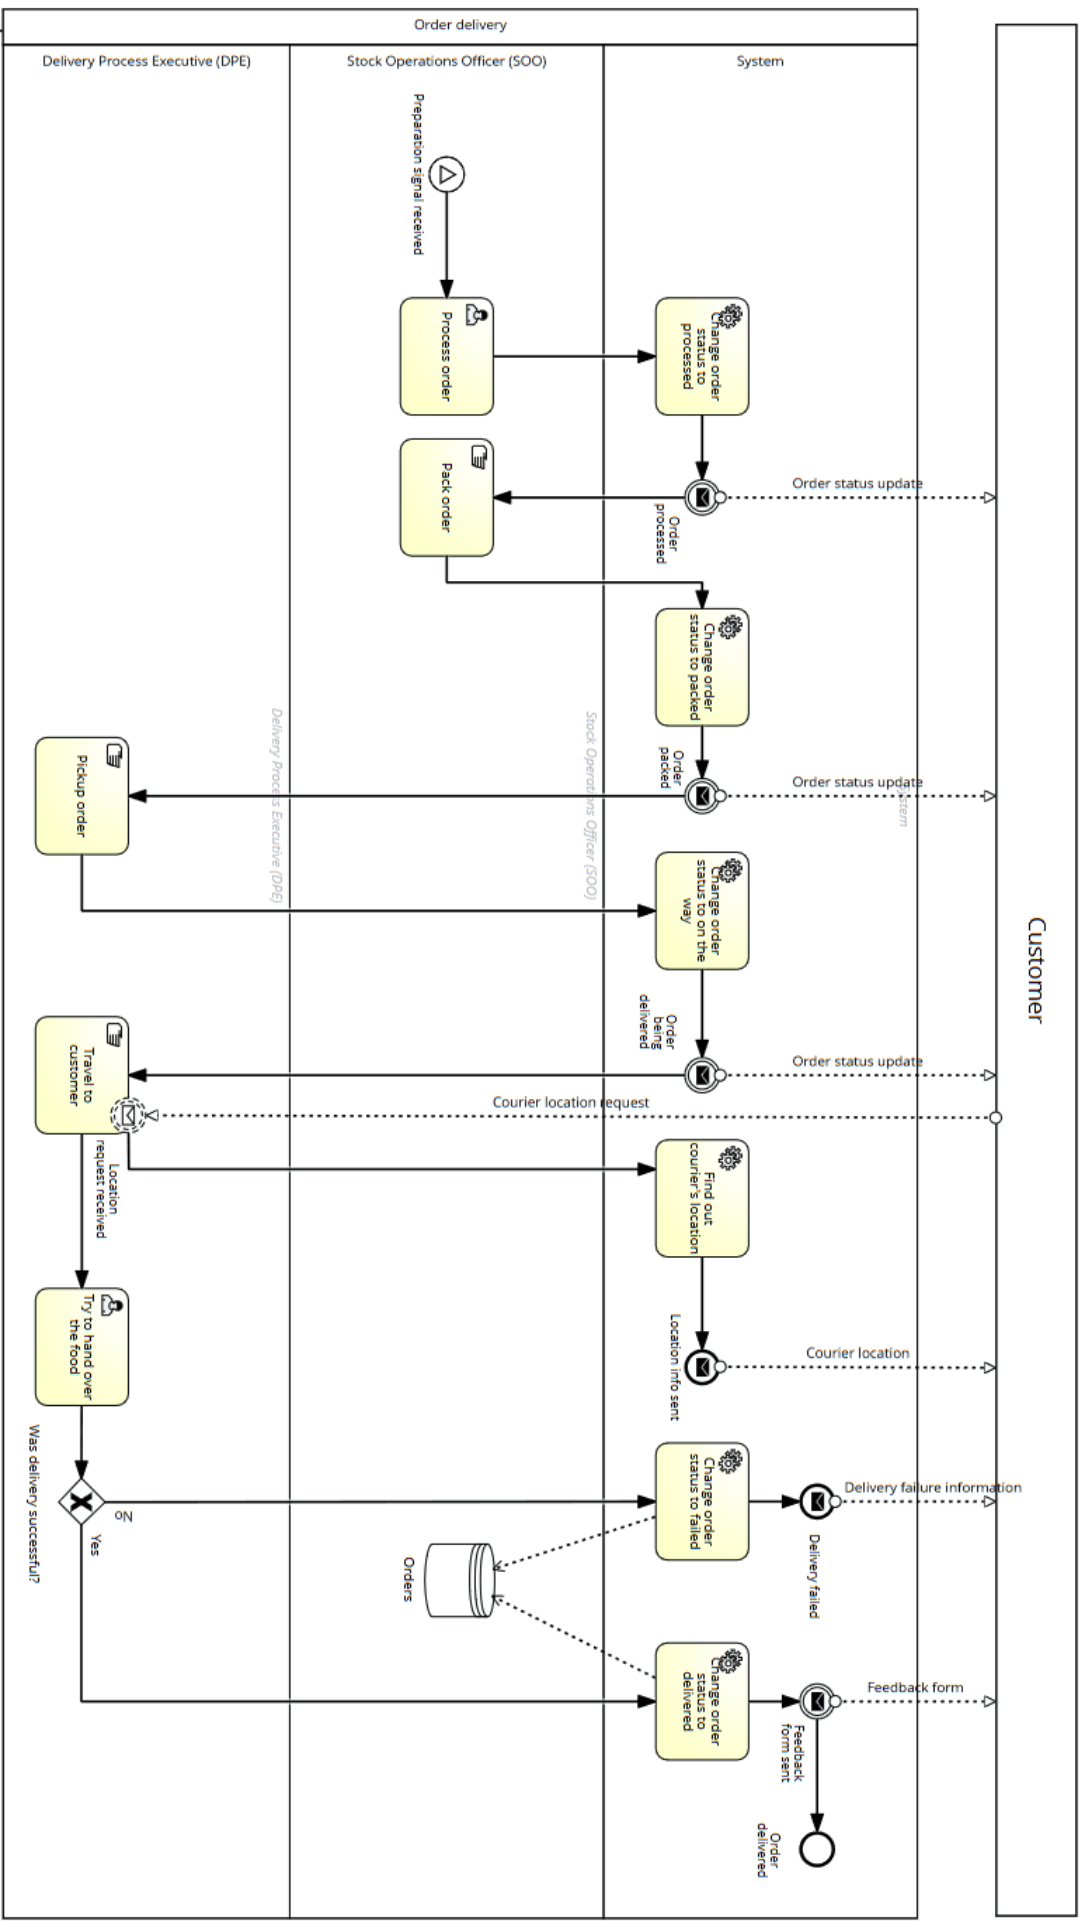 Order delivery
Delivery Process Executive (DPE)
Stock Operations Officer (SOO)
System
Customer
Preparation signal received
Process order
Change order
status to
processed
Order status update
Order
processed
Pack order
Change order
status to packed
Order
packed
Order status update
Delivery Process Executive (DPE)
Stock Operations Officer (SOO)
System
Pickup order
Change order
status to on the
way
Order
being
delivered
Order status update
Travel to
customer
Courier location request
Location
request received
Find out
courier's location
Location info sent
Courier location
Try to hand over
the food
Was delivery successful?
No
Yes
Change order
status to failed
Delivery failure information
Delivery failed
Orders
Change order
status to
delivered
Feedback form
Feedback
form sent
Order
delivered